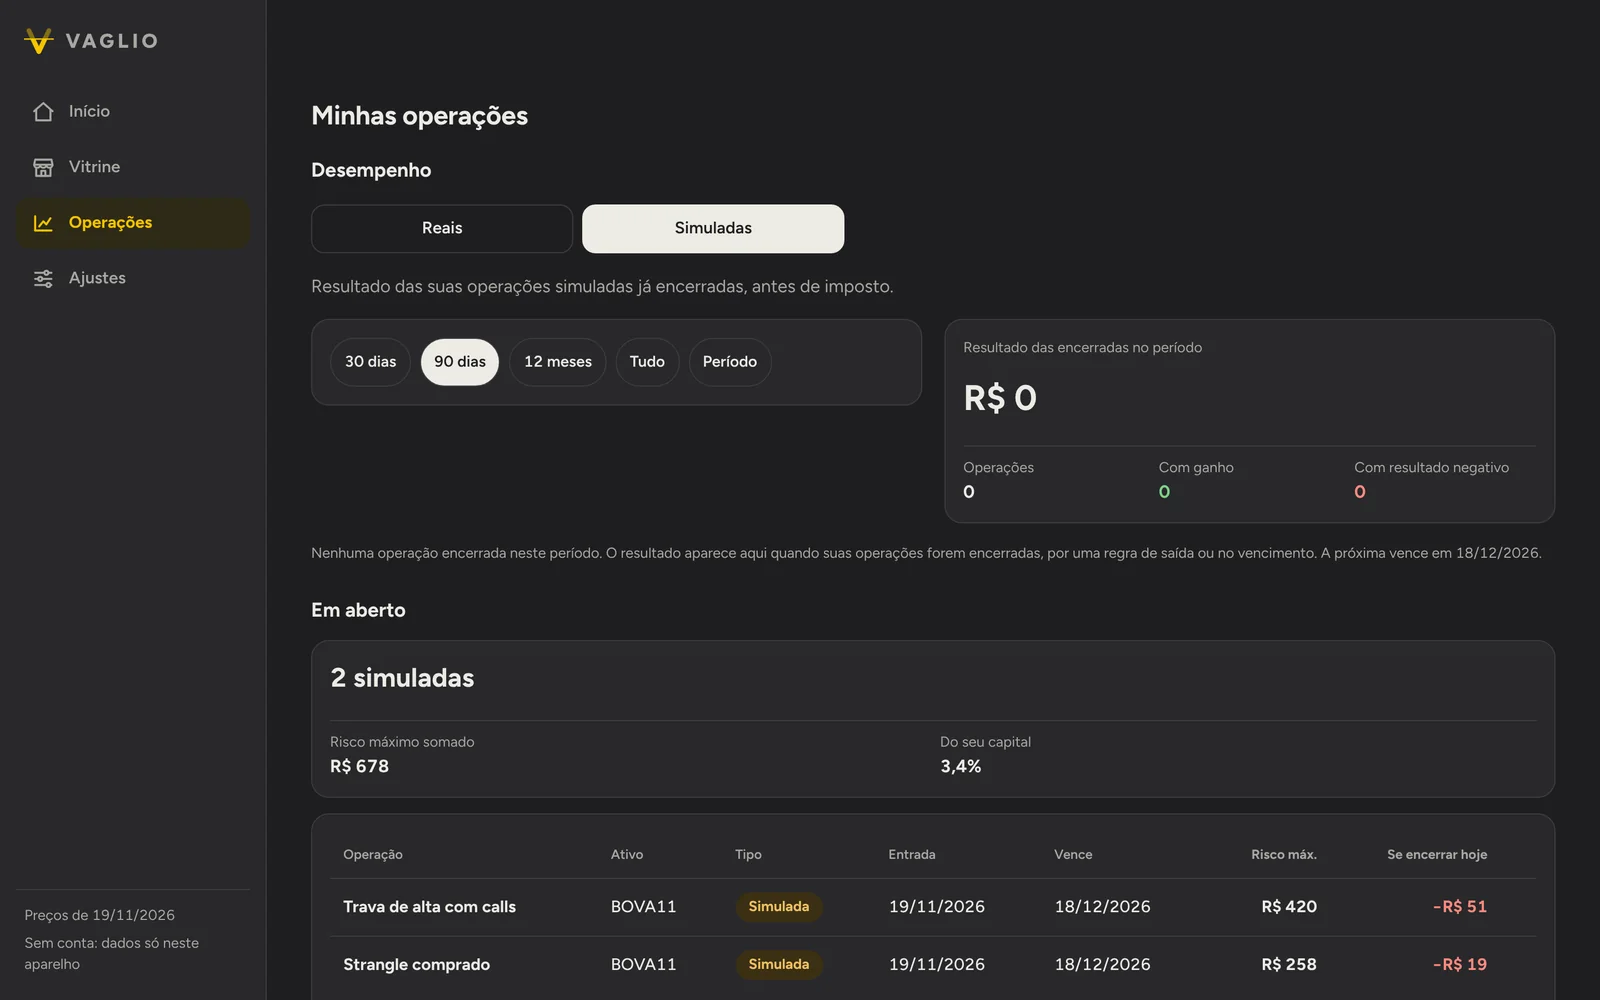 VAGLIO
Início
Vitrine
Operações
Ajustes
Preços de 19/11/2026
Sem conta: dados só neste
aparelho
Minhas operações
Desempenho
Reais
Simuladas
Resultado das suas operações simuladas já encerradas, antes de imposto.
30 dias
90 dias
12 meses
Tudo
Período
Resultado das encerradas no período
R$ 0
Operações
0
Com ganho
0
Com resultado negativo
0
Nenhuma operação encerrada neste período. O resultado aparece aqui quando suas operações forem encerradas, por uma regra de saída ou no vencimento. A próxima vence em 18/12/2026.
Em aberto
2 simuladas
Risco máximo somado
R$ 678
Do seu capital
3,4%
Operação Ativo Tipo Entrada Vence Risco máx. Se encerrar hoje
Trava de alta com calls BOVA11 Simulada 19/11/2026 18/12/2026 R$ 420 −R$ 51
Strangle comprado BOVA11 Simulada 19/11/2026 18/12/2026 R$ 258 −R$ 19